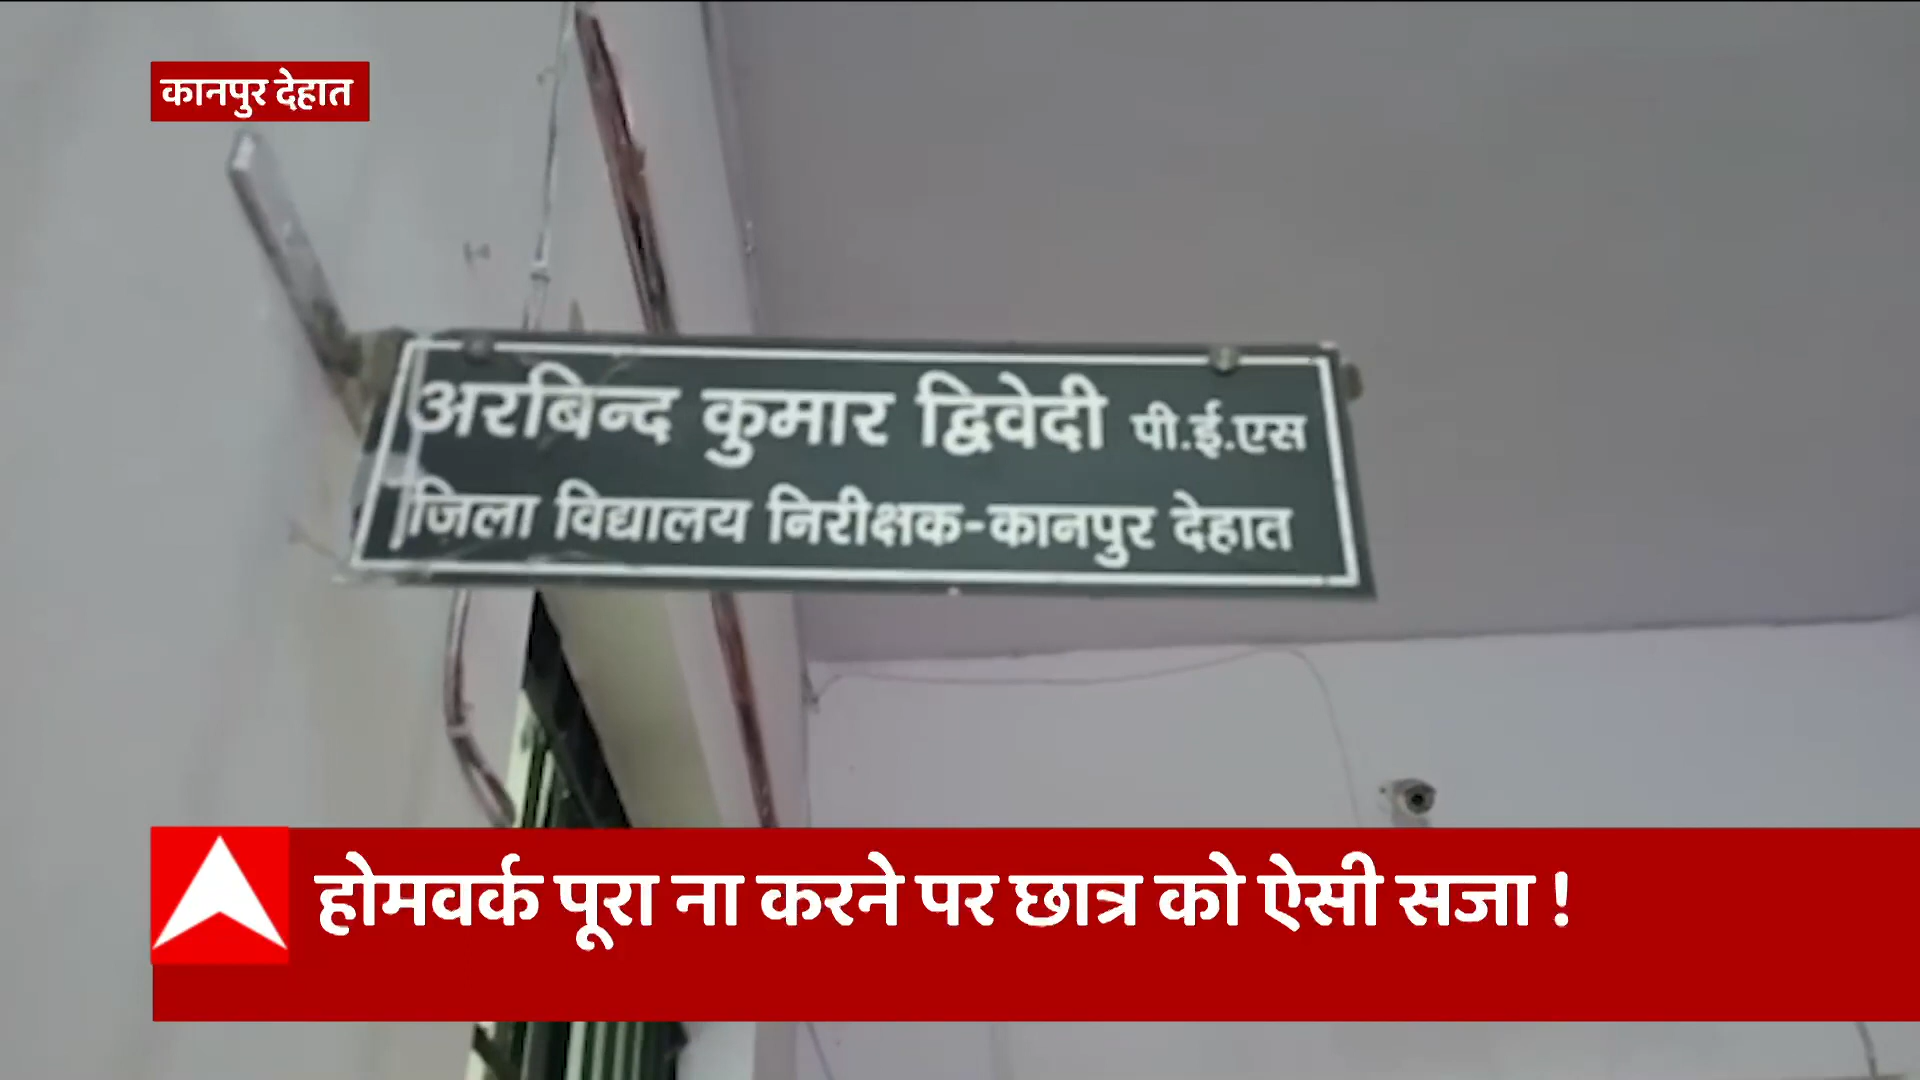 कानपुर देहात
अरबिन्द कुमार द्विवेदी पी.ई.एस
जिला विद्यालय निरीक्षक-कानपुर देहात
होमवर्क पूरा ना करने पर छात्र को ऐसी सजा !